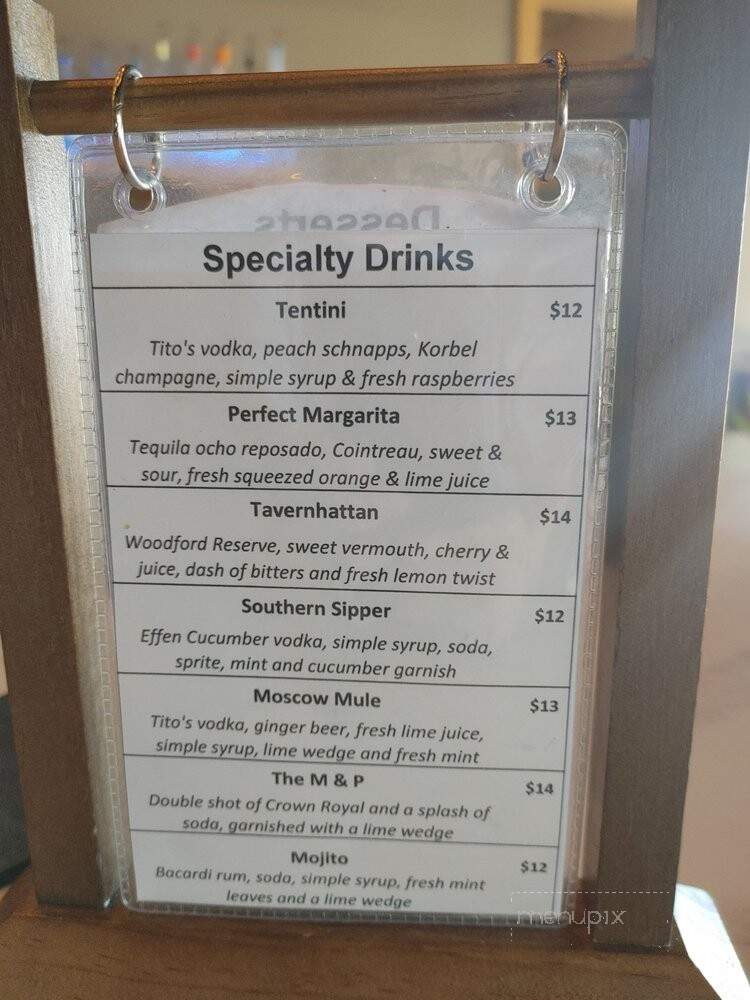 Desserts
Specialty Drinks
Tentini $12
Tito's vodka, peach schnapps, Korbel
champagne, simple syrup & fresh raspberries
Perfect Margarita $13
Tequila ocho reposado, Cointreau, sweet &
sour, fresh squeezed orange & lime juice
Tavernhattan $14
Woodford Reserve, sweet vermouth, cherry &
juice, dash of bitters and fresh lemon twist
Southern Sipper $12
Effen Cucumber vodka, simple syrup, soda,
sprite, mint and cucumber garnish
Moscow Mule $13
Tito's vodka, ginger beer, fresh lime juice,
simple syrup, lime wedge and fresh mint
The M & P $14
Double shot of Crown Royal and a splash of
soda, garnished with a lime wedge
Mojito $12
Bacardi rum, soda, simple syrup, fresh mint
leaves and a lime wedge
menupix